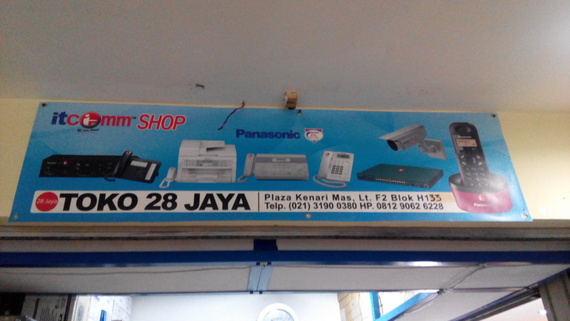 itcomm SHOP
Panasonic
28 Jaya
TOKO 28 JAYA
Plaza Kenari Mas, Lt. F2 Blok H135
Telp. (021) 3190 0380 HP. 0812 9062 6228